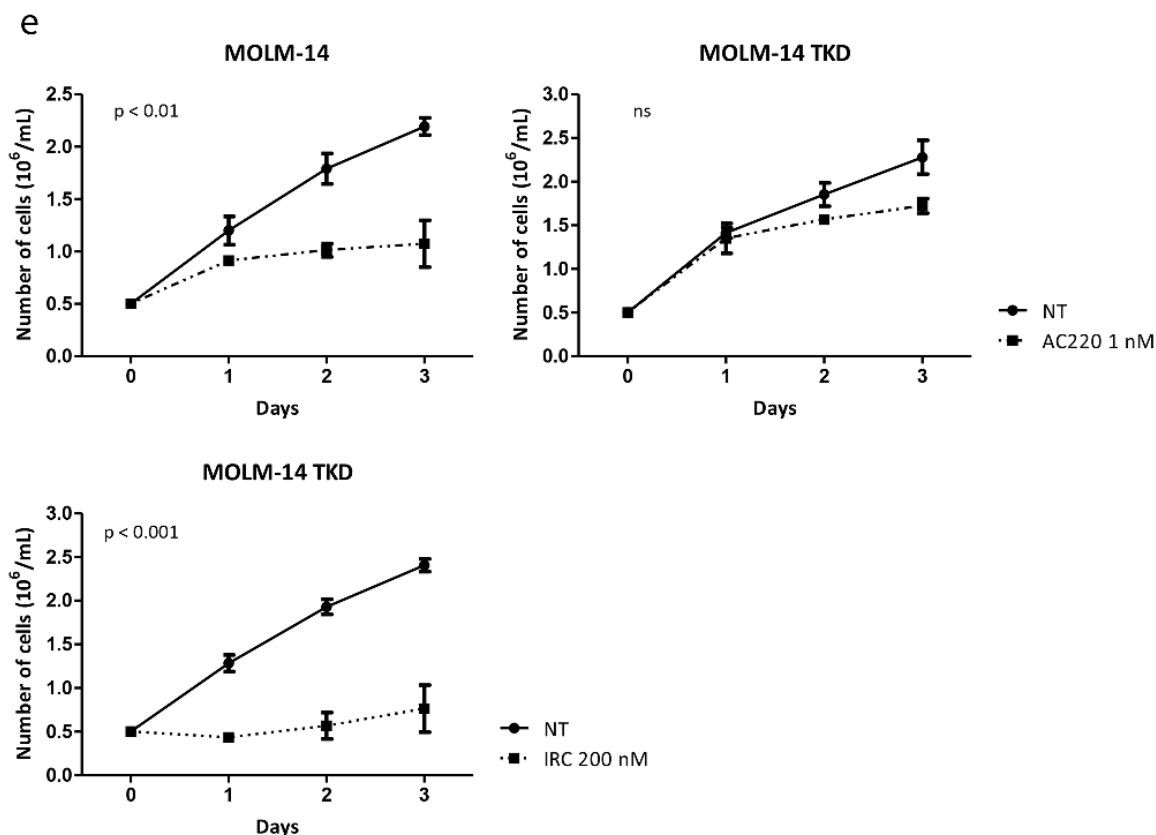 e
MOLM-14
p < 0.01
Number of cells (10⁶/mL)
2.5
2.0
1.5
1.0
0.5
0.0
0 1 2 3
Days
MOLM-14 TKD
ns
Number of cells (10⁶/mL)
3.0
2.5
2.0
1.5
1.0
0.5
0.0
0 1 2 3
Days
NT
AC220 1 nM
MOLM-14 TKD
p < 0.001
Number of cells (10⁶/mL)
3.0
2.5
2.0
1.5
1.0
0.5
0.0
0 1 2 3
Days
NT
IRC 200 nM